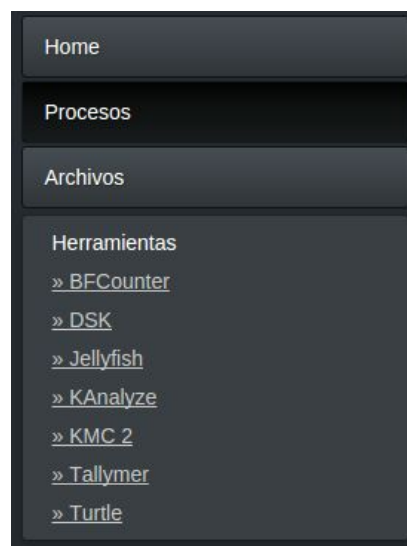 Home
Procesos
Archivos
Herramientas
» BFCounter
» DSK
» Jellyfish
» KAnalyze
» KMC 2
» Tallymer
» Turtle